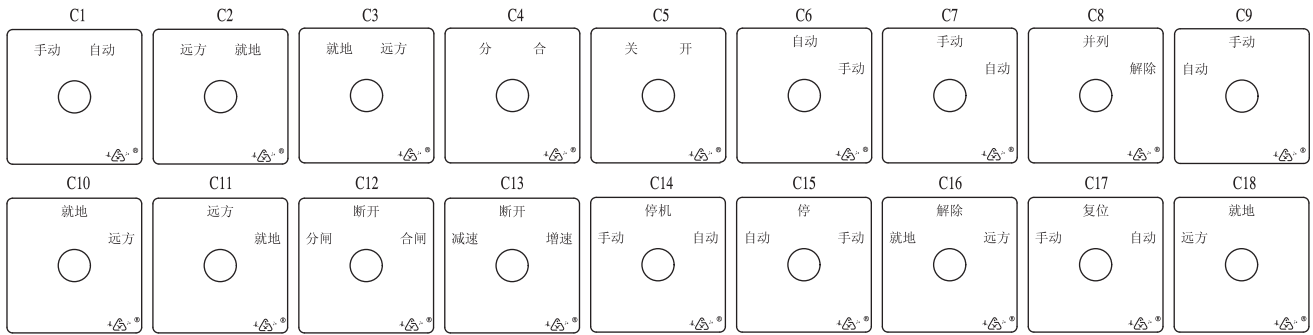 C1 C2 C3 C4 C5 C6 C7 C8 C9
手动 自动 远方 就地 就地 远方 分 合 关 开 自动 手动 并列 手动
手动 自动 解除 自动
®  ®  ®  ®  ®  ®  ®  ®  ®
C10 C11 C12 C13 C14 C15 C16 C17 C18
就地 远方 断开 断开 停机 停 解除 复位 就地
远方 就地 分闸 合闸 减速 增速 手动 自动 自动 手动 就地 远方 手动 自动 远方
®  ®  ®  ®  ®  ®  ®  ®  ®